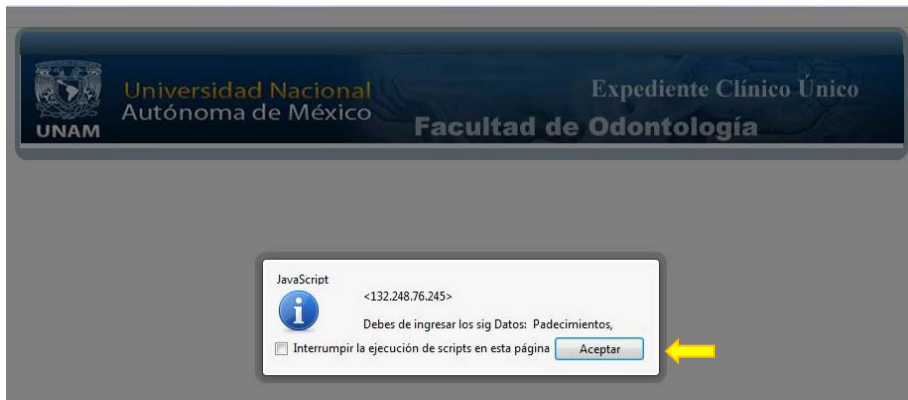 Universidad Nacional
Autónoma de México
UNAM
Expediente Clínico Único
Facultad de Odontología
JavaScript
<132.248.76.245>
Debes de ingresar los sig Datos: Padecimientos,
Interrumpir la ejecución de scripts en esta página
Aceptar